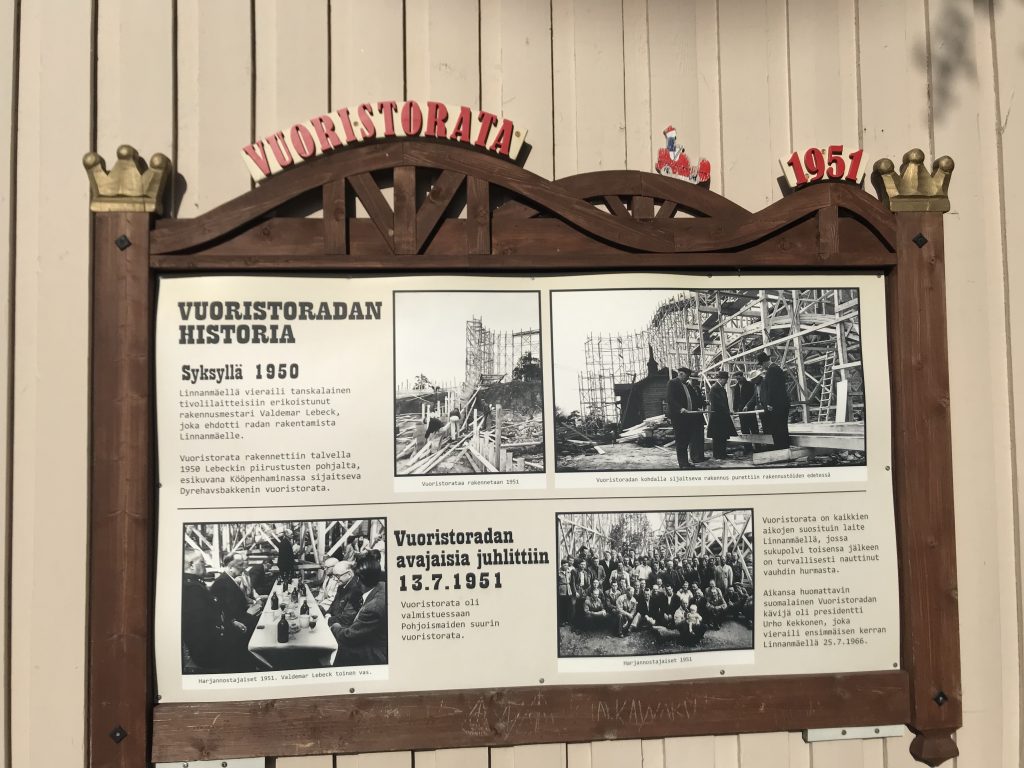 VUORISTORATA
1951
VUORISTORADAN
HISTORIA
Syksyllä 1950
Linnanmäellä vieraili tanskalainen
tivolilaitteisiin erikoistunut
rakennusmestari Valdemar Lebeck,
joka ehdotti radan rakentamista
Linnanmäelle.
Vuoristorata rakennettiin talvella
1950 Lebeckin piirustusten pohjalta,
esikuvana Kööpenhaminassa sijaitseva
Dyrehavsbakkenin vuoristorata.
Vuoristorataa rakennetaan 1951
Vuoristoradan kohdalla sijaitseva rakennus purettiin rakennustöiden edetessä
Harjannostajaiset 1951. Valdemar Lebeck toinen vas.
Vuoristoradan
avajaisia juhlittiin
13.7.1951
Vuoristorata oli
valmistuessaan
Pohjoismaiden suurin
vuoristorata.
Harjannostajaiset 1951
Vuoristorata on kaikkien
aikojen suosituin laite
Linnanmäellä, jossa
sukupolvi toisensa jälkeen
on turvallisesti nauttinut
vauhdin hurmasta.
Aikansa huomattavin
suomalainen Vuoristoradan
kävijä oli presidentti
Urho Kekkonen, joka
vieraili ensimmäisen kerran
Linnanmäellä 25.7.1966.